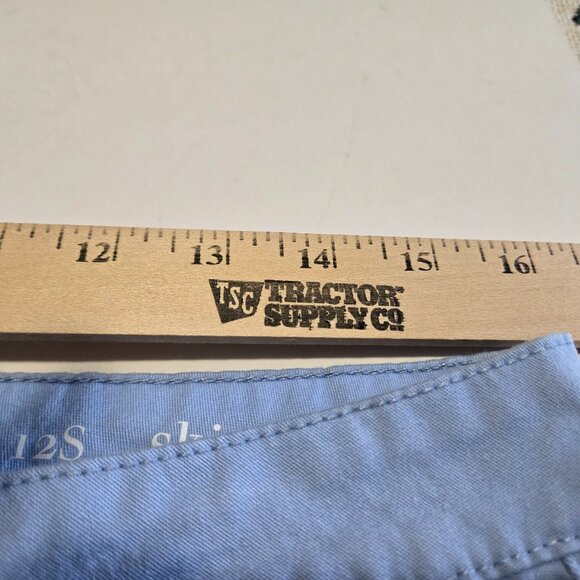 12 13 14 15 16
TSC TRACTOR
SUPPLY CO.
12S